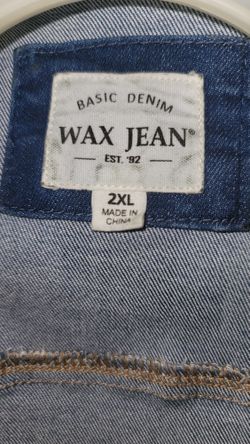 BASIC DENIM
WAX JEAN®
EST. '92
2XL
MADE IN
CHINA